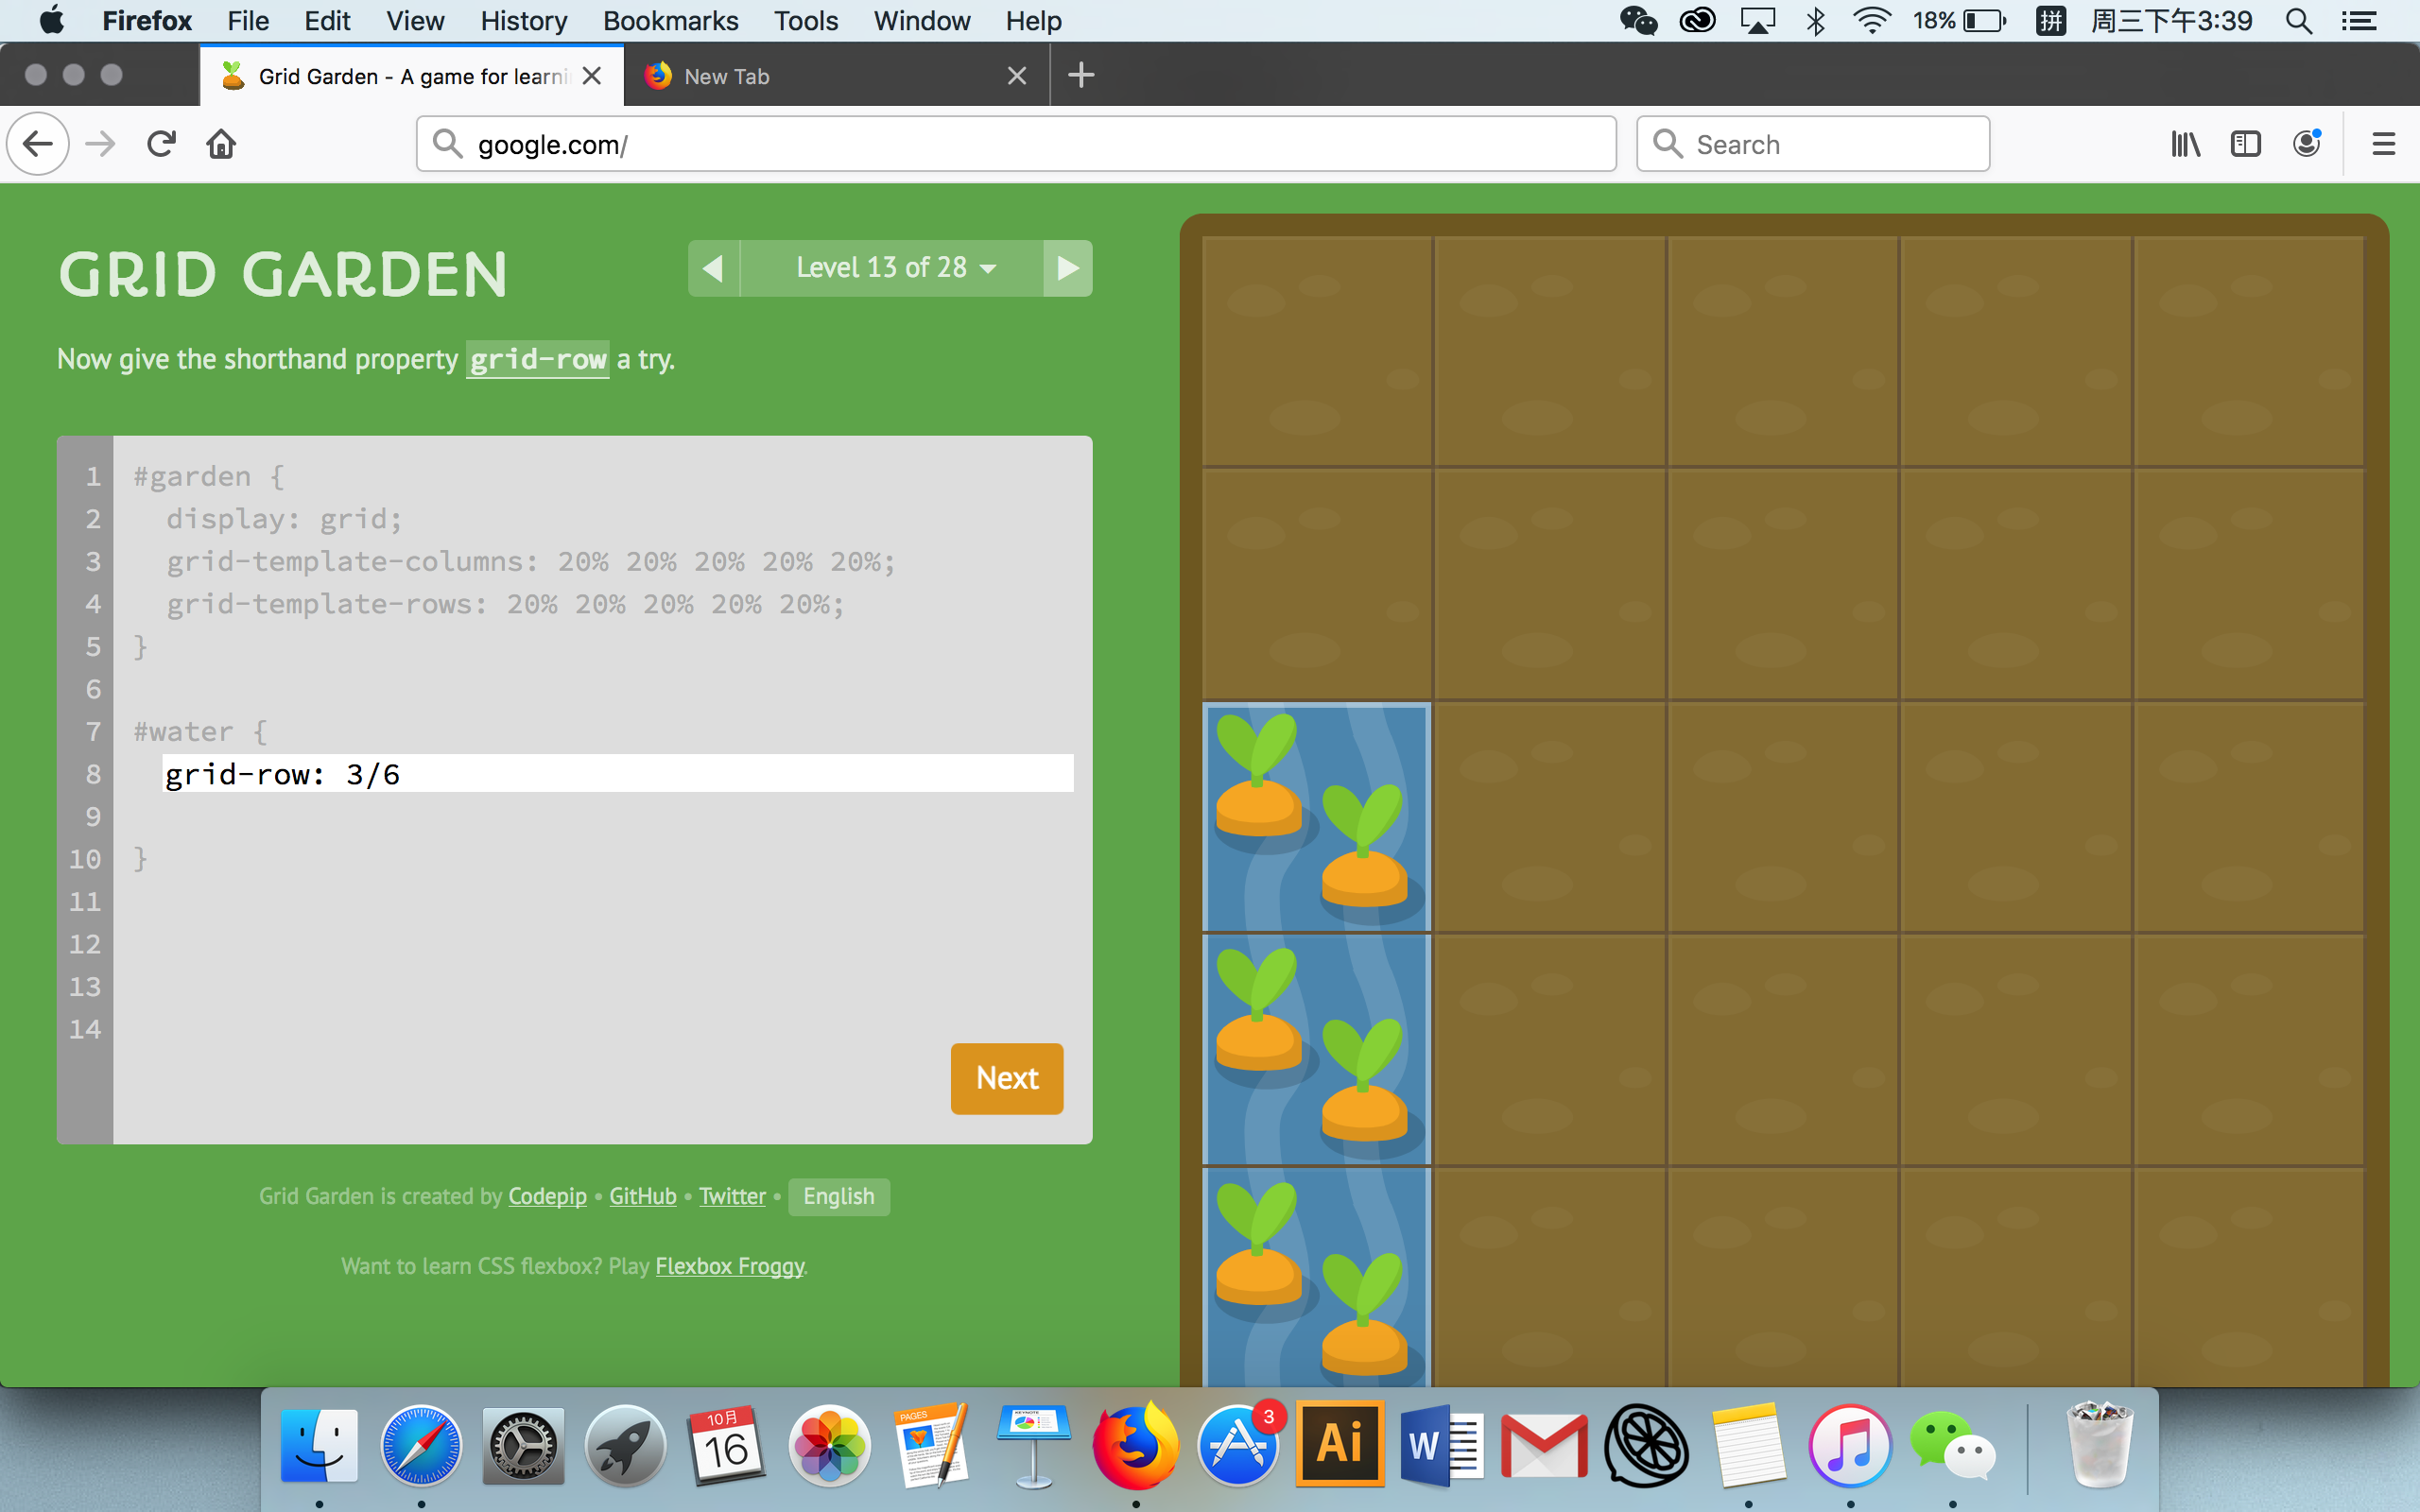 Firefox File Edit View History Bookmarks Tools Window Help 18% 拼 周三下午3:39
Grid Garden - A game for learni New Tab
google.com/ Search
GRID GARDEN
Level 13 of 28
Now give the shorthand property grid-row a try.
1 #garden {
2 display: grid;
3 grid-template-columns: 20% 20% 20% 20% 20%;
4 grid-template-rows: 20% 20% 20% 20% 20%;
5 }
6
7 #water {
8 grid-row: 3/6
9
10 }
11
12
13
14
Next
Grid Garden is created by Codepip • GitHub • Twitter • English
Want to learn CSS flexbox? Play Flexbox Froggy.
10月
16
PAGES
KEYNOTE
3
Ai
W